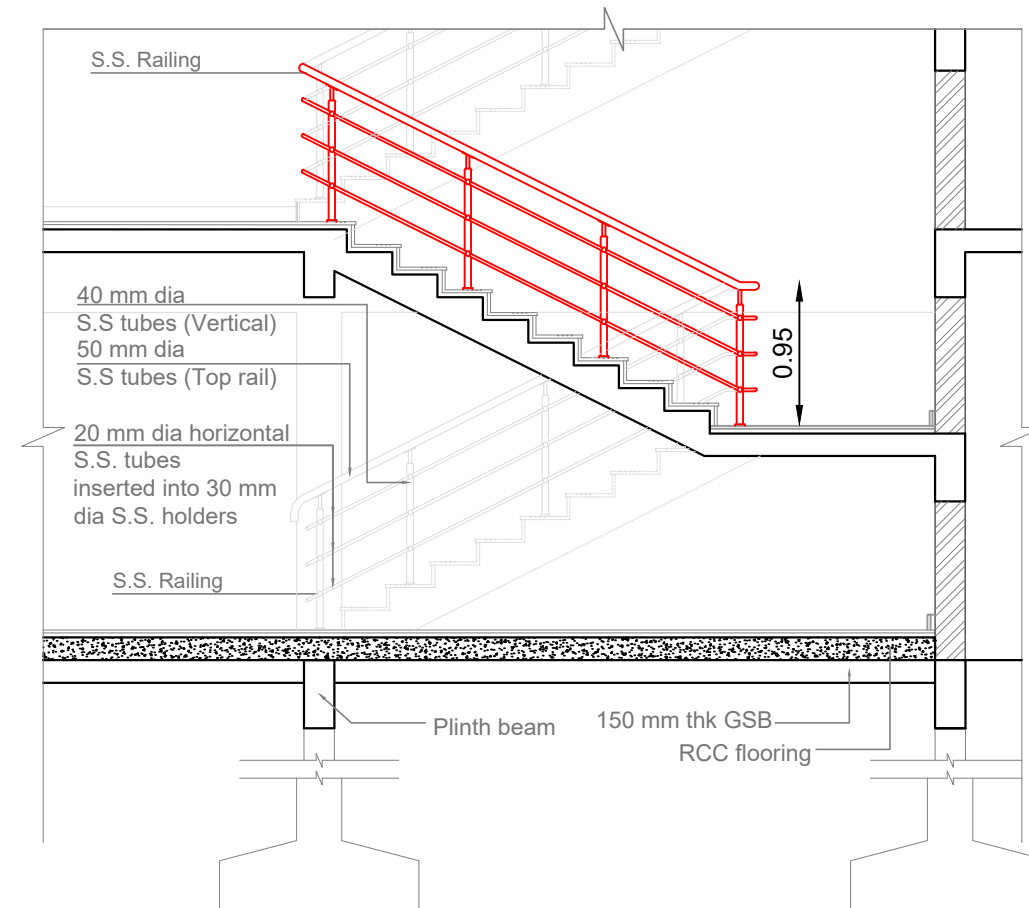 S.S. Railing
40 mm dia
S.S tubes (Vertical)
50 mm dia
S.S tubes (Top rail)
0.95
20 mm dia horizontal
S.S. tubes
inserted into 30 mm
dia S.S. holders
S.S. Railing
Plinth beam
150 mm thk GSB
RCC flooring